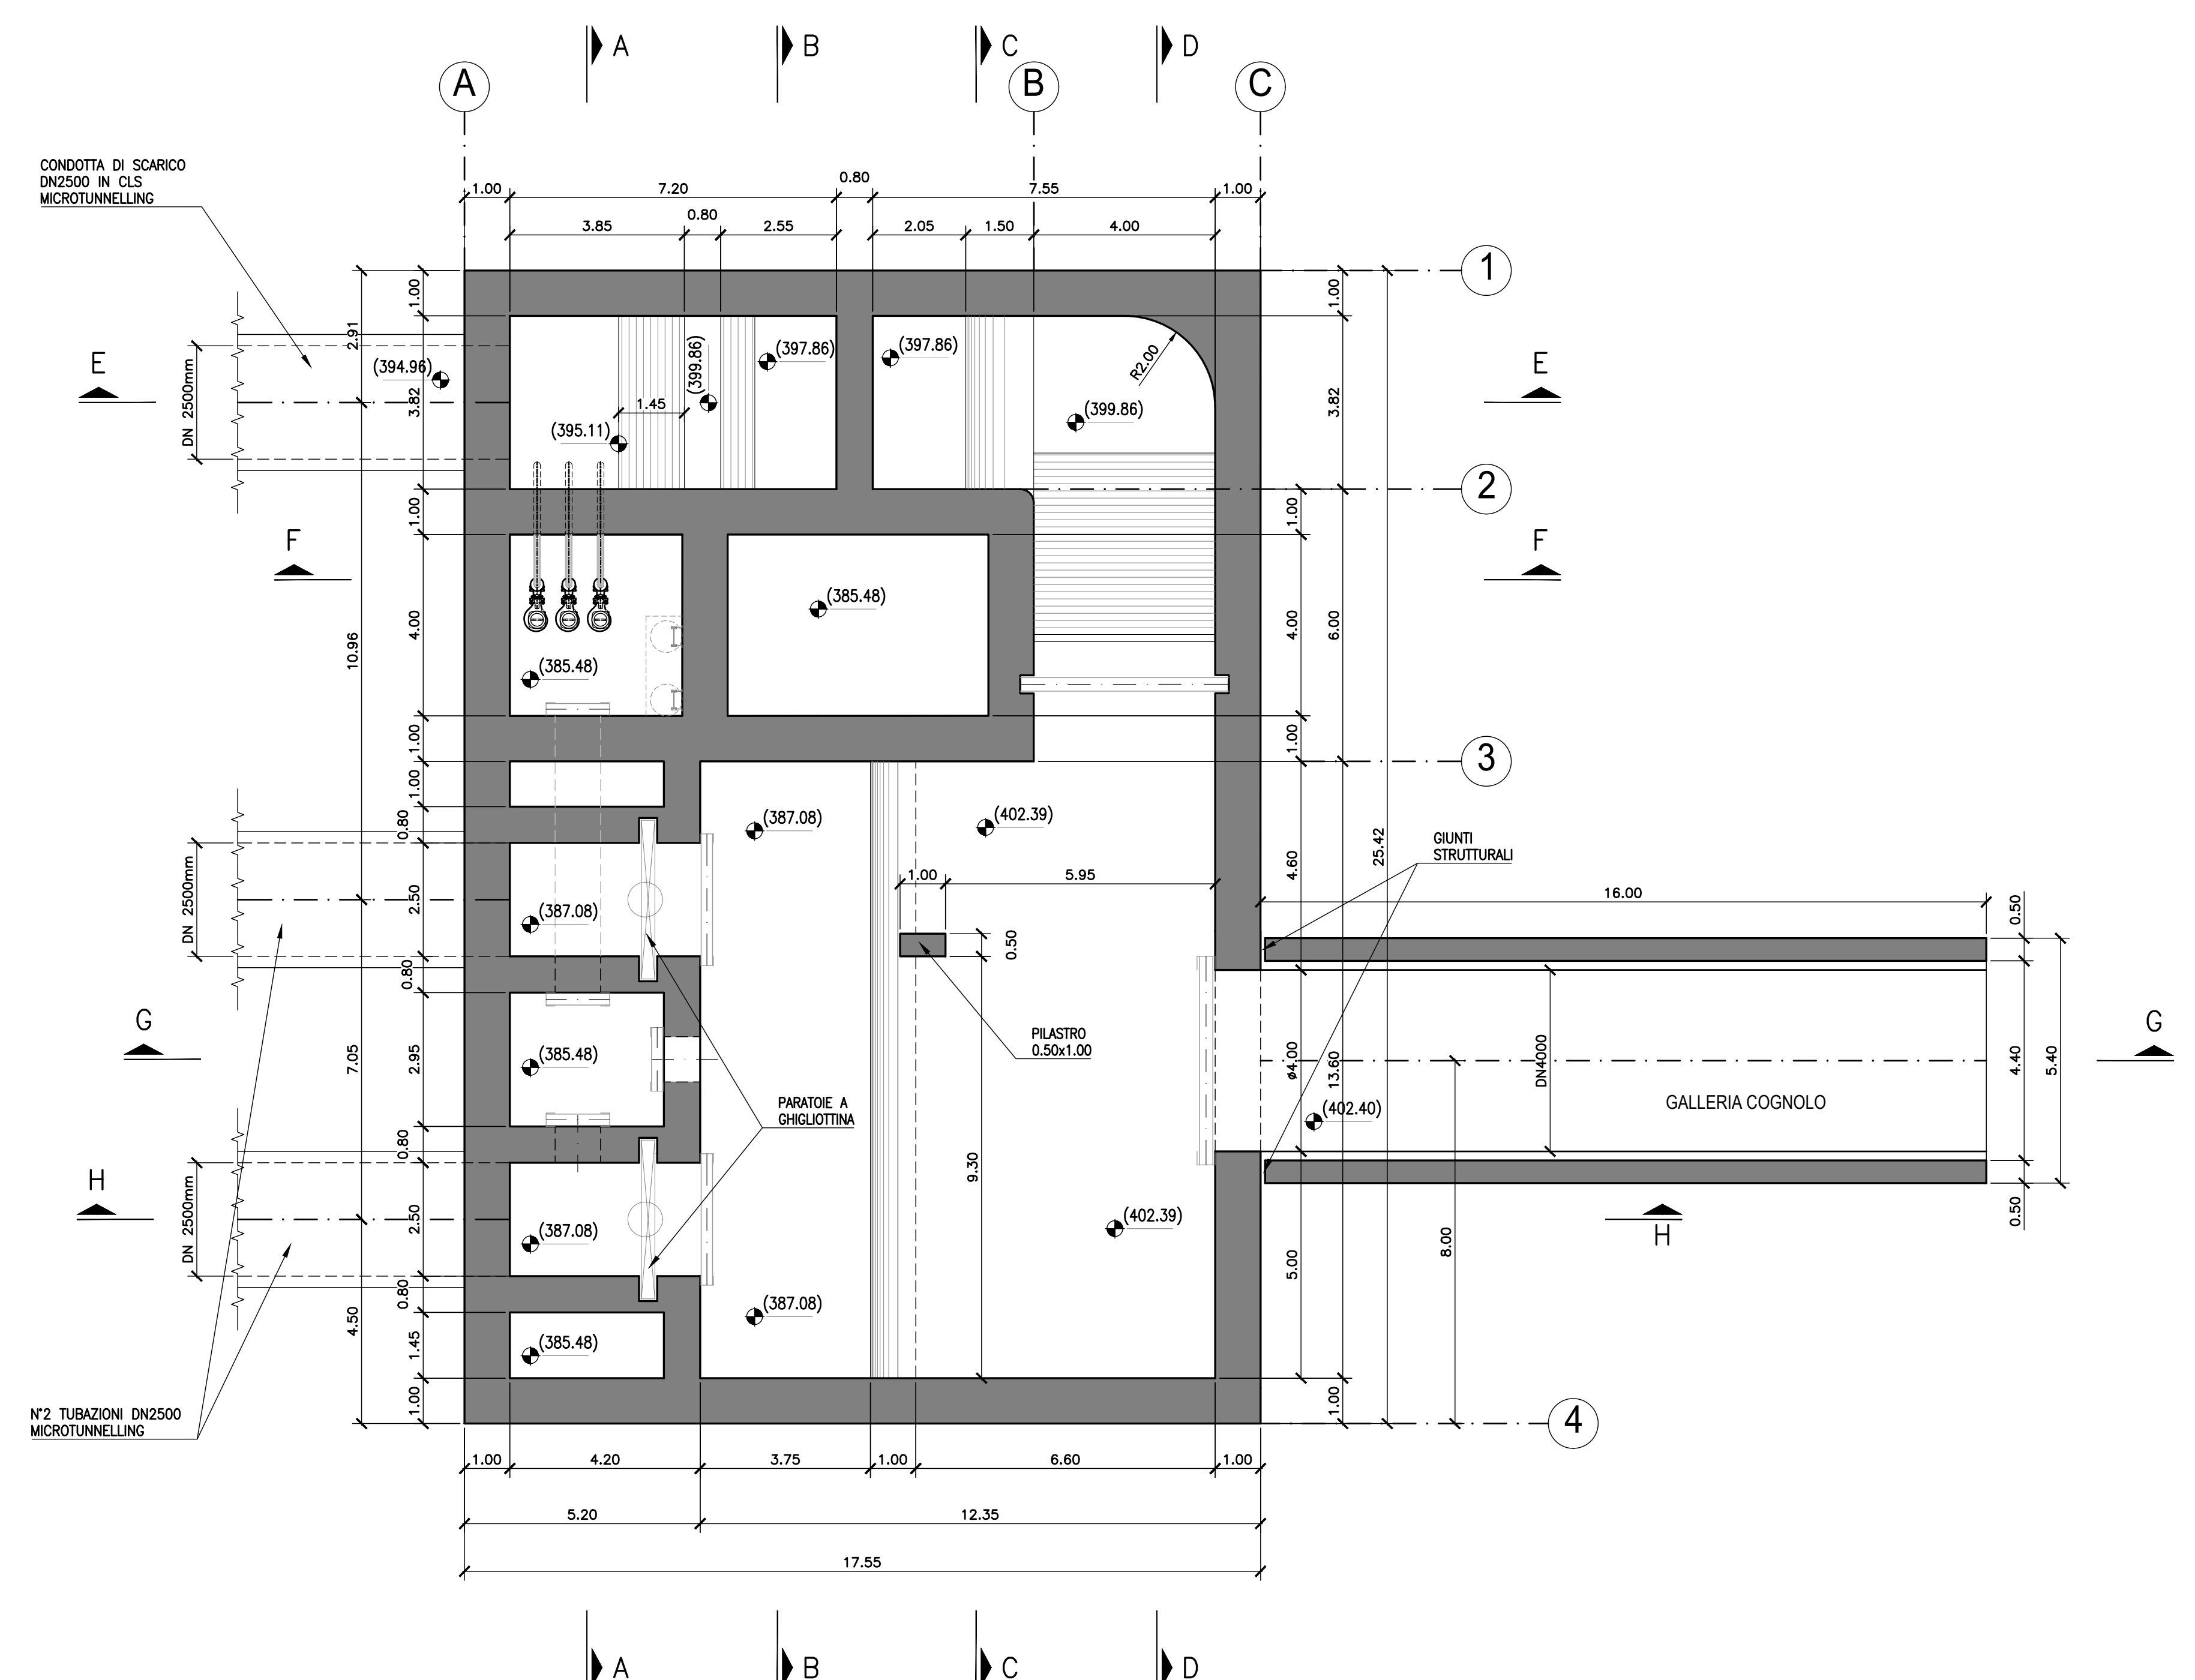 A
B
C
D
A
B
C
CONDOTTA DI SCARICO
DN2500 IN CLS
MICROTUNNELLING
1.00
7.20
0.80
7.55
1.00
3.85
0.80
2.55
2.05
1.50
4.00
1
1.00
2.91
1.00
1.00
E
DN 2500mm
(394.96)
3.82
1.45
(395.11)
(399.86)
(397.86)
(397.86)
R2.00
(399.86)
3.82
E
2
1.00
1.00
F
F
10.96
4.00
(385.48)
(385.48)
4.00
6.00
1.00
1.00
3
1.00
0.80
(387.08)
(402.39)
25.42
GIUNTI
STRUTTURALI
DN 2500mm
2.50
(387.08)
1.00
5.95
4.60
16.00
0.50
0.50
0.80
G
7.05
2.95
(385.48)
PILASTRO
0.50x1.00
PARATOIE A
GHIGLIOTTINA
ø4.00
13.60
DN4000
GALLERIA COGNOLO
(402.40)
4.40
5.40
G
0.80
9.30
H
DN 2500mm
2.50
(387.08)
(402.39)
0.50
H
8.00
5.00
0.80
4.50
1.45
(385.48)
(387.08)
N°2 TUBAZIONI DN2500
MICROTUNNELLING
1.00
1.00
4
1.00
4.20
3.75
1.00
6.60
1.00
5.20
12.35
17.55
A
B
C
D